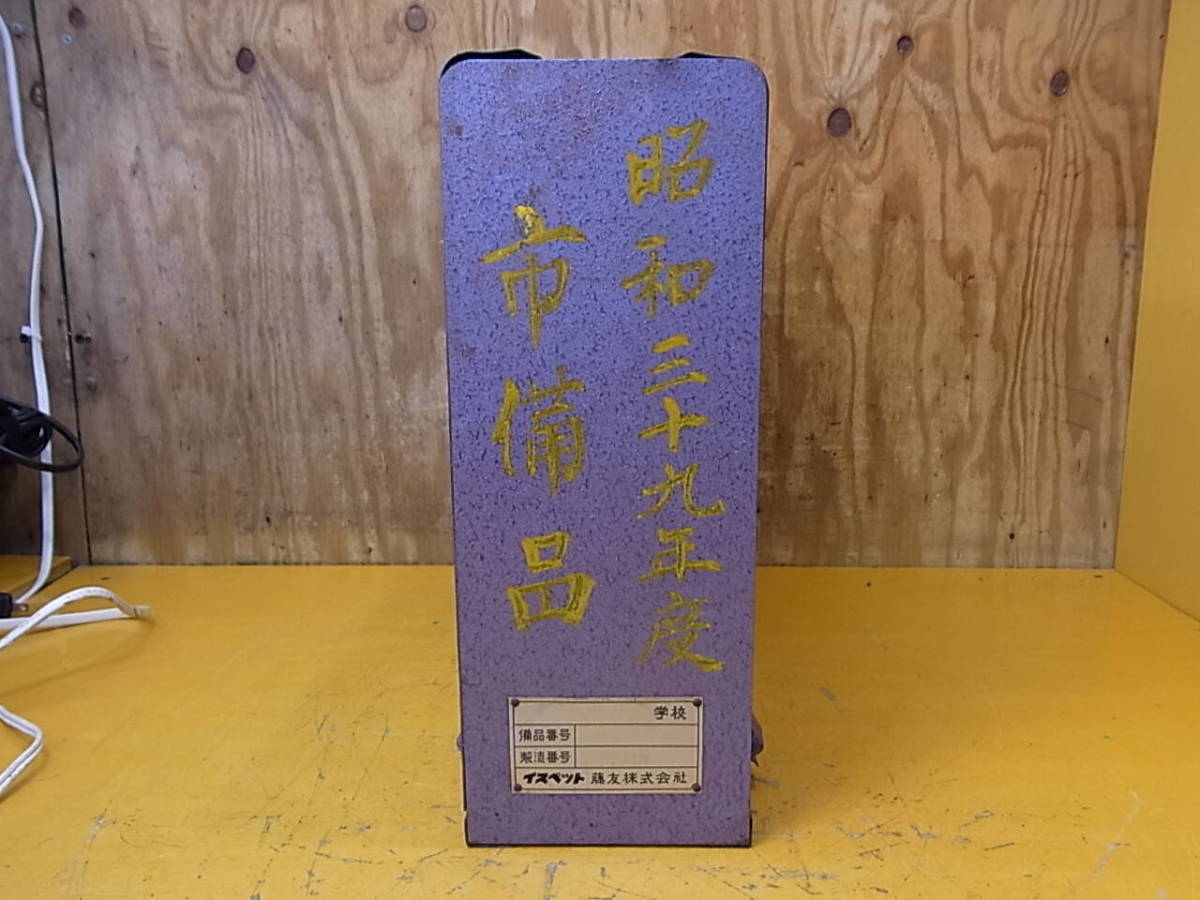 昭和三十九年度
市備品
学校
備品番号
製造番号
イスペット 藤友株式会社